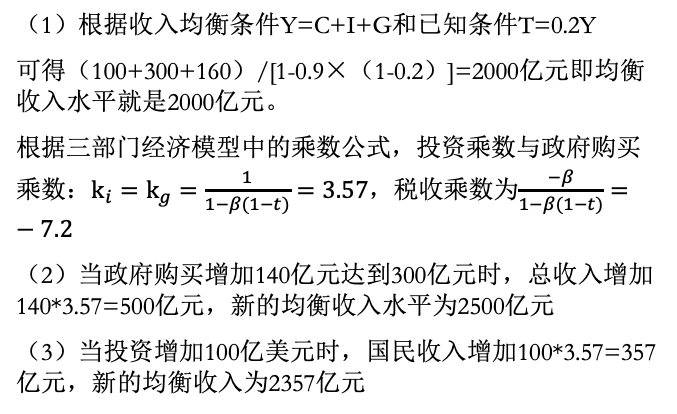 （1）根据收入均衡条件Y=C+I+G和已知条件T=0.2Y
可得（100+300+160）/[1-0.9×（1-0.2）]=2000亿元即均衡
收入水平就是2000亿元。
根据三部门经济模型中的乘数公式，投资乘数与政府购买
乘数：kᵢ = k_g = 1/(1−β(1−t)) = 3.57，税收乘数为−β/(1−β(1−t)) =
− 7.2
（2）当政府购买增加140亿元达到300亿元时，总收入增加
140*3.57=500亿元，新的均衡收入水平为2500亿元
（3）当投资增加100亿美元时，国民收入增加100*3.57=357
亿元，新的均衡收入为2357亿元